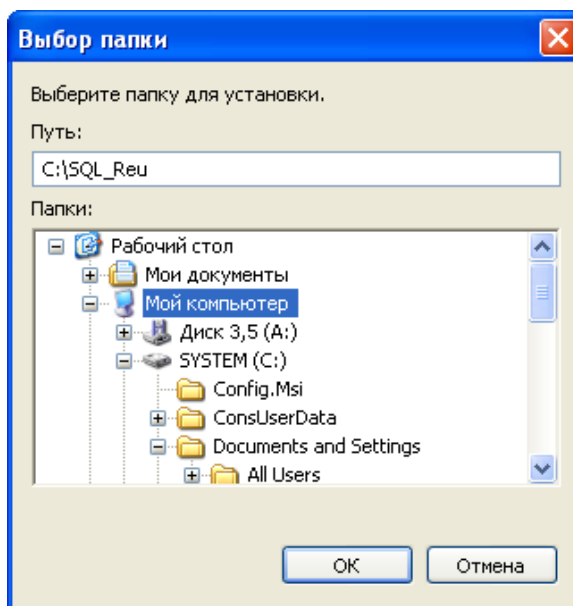 Выбор папки
Выберите папку для установки.
Путь:
C:\SQL_Reu
Папки:
Рабочий стол
Мои документы
Мой компьютер
Диск 3,5 (A:)
SYSTEM (C:)
Config.Msi
ConsUserData
Documents and Settings
All Users
ОК Отмена